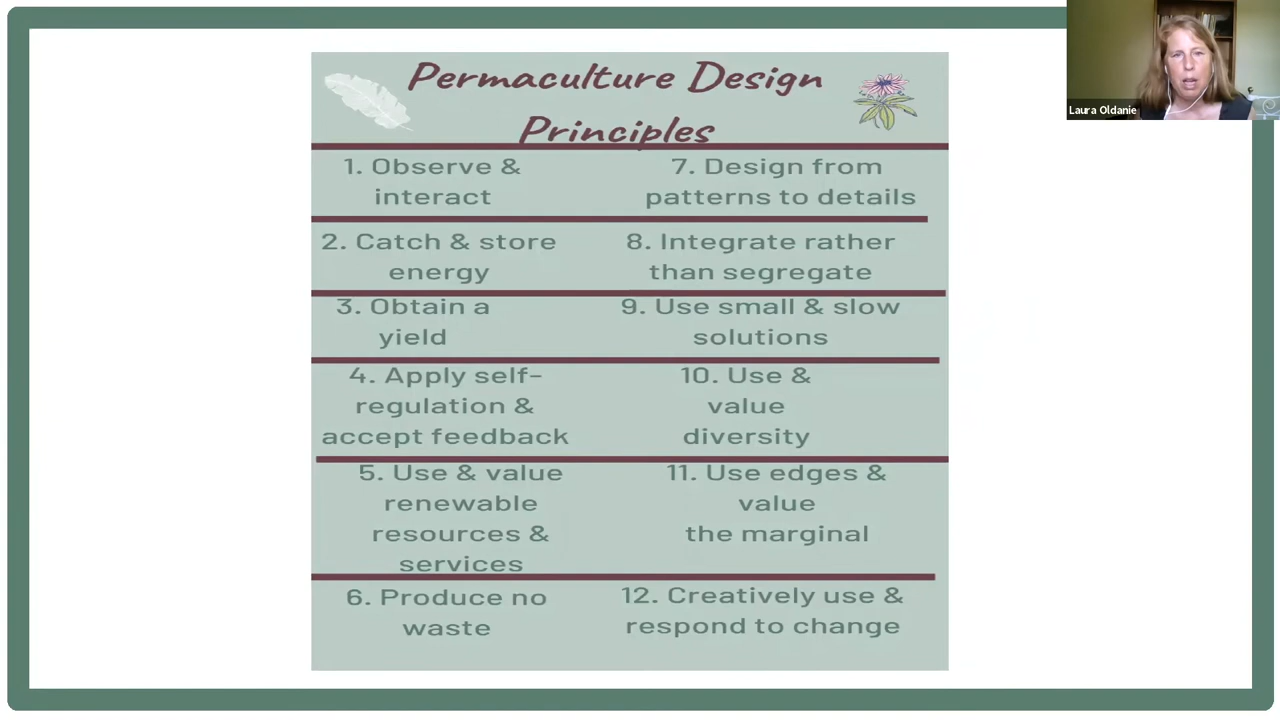 Permaculture Design
Principles
1. Observe &
interact
7. Design from
patterns to details
2. Catch & store
energy
8. Integrate rather
than segregate
3. Obtain a
yield
9. Use small & slow
solutions
4. Apply self-
regulation &
accept feedback
10. Use &
value
diversity
5. Use & value
renewable
resources &
services
11. Use edges &
value
the marginal
6. Produce no
waste
12. Creatively use &
respond to change
Laura Oldanie